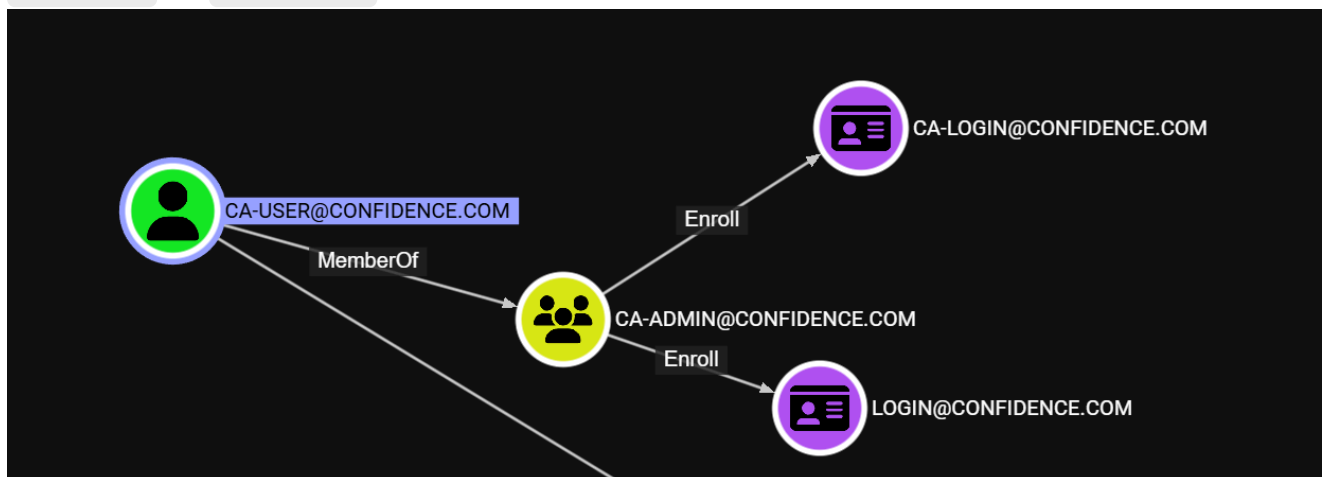 CA-LOGIN@CONFIDENCE.COM
CA-USER@CONFIDENCE.COM
Enroll
MemberOf
CA-ADMIN@CONFIDENCE.COM
Enroll
LOGIN@CONFIDENCE.COM